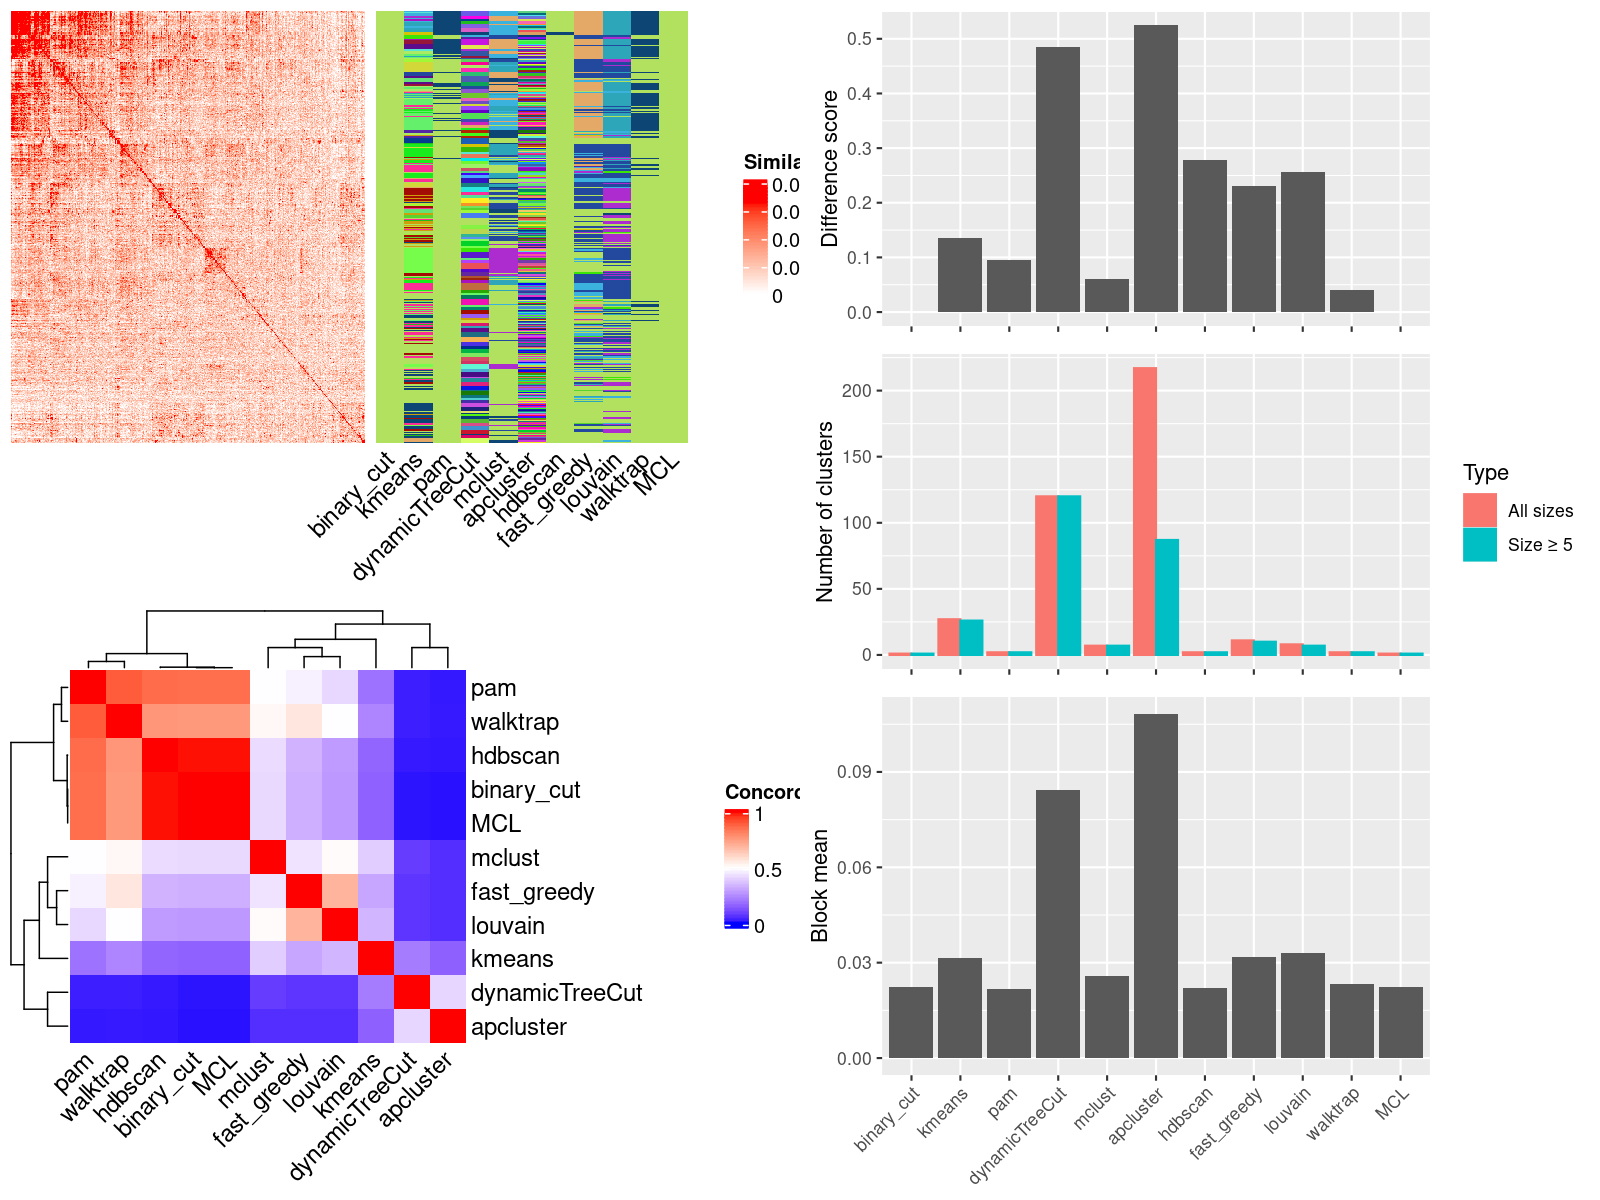 Simila
0.0
0.0
0.0
0.0
0
binary_cut
kmeans
pam
dynamicTreeCut
mclust
apcluster
hdbscan
fast_greedy
louvain
walktrap
MCL
pam
walktrap
hdbscan
binary_cut
MCL
mclust
fast_greedy
louvain
kmeans
dynamicTreeCut
apcluster
pam
walktrap
hdbscan
binary_cut
MCL
mclust
fast_greedy
louvain
kmeans
dynamicTreeCut
apcluster
Conco
1
0.5
0
Difference score
0.5
0.4
0.3
0.2
0.1
0.0
Number of clusters
200
150
100
50
0
Type
All sizes
Size ≥ 5
Block mean
0.09
0.06
0.03
0.00
binary_cut
kmeans
pam
dynamicTreeCut
mclust
apcluster
hdbscan
fast_greedy
louvain
walktrap
MCL